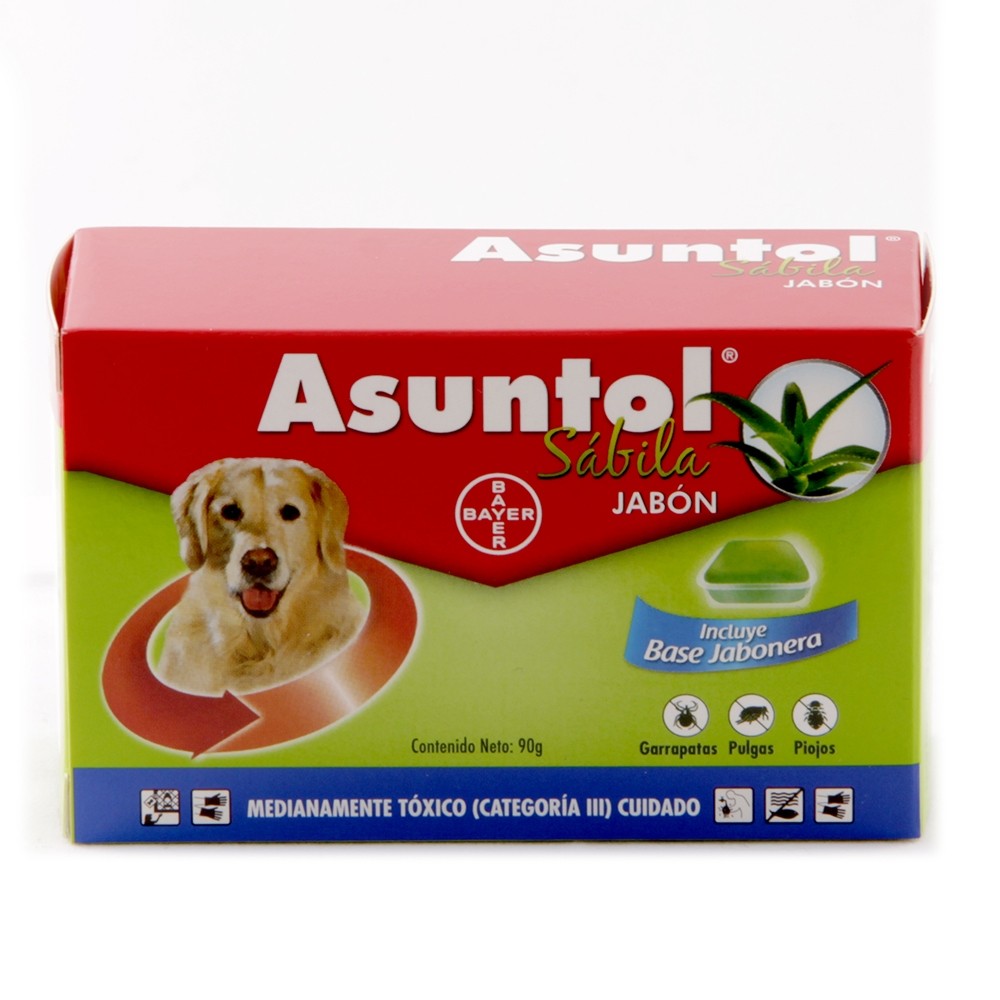 Asuntol®
Sábila
JABÓN
Asuntol®
Sábila
JABÓN
BAYER
BAYER
Incluye
Base Jabonera
Contenido Neto: 90g
Garrapatas Pulgas Piojos
MEDIANAMENTE TÓXICO (CATEGORÍA III) CUIDADO